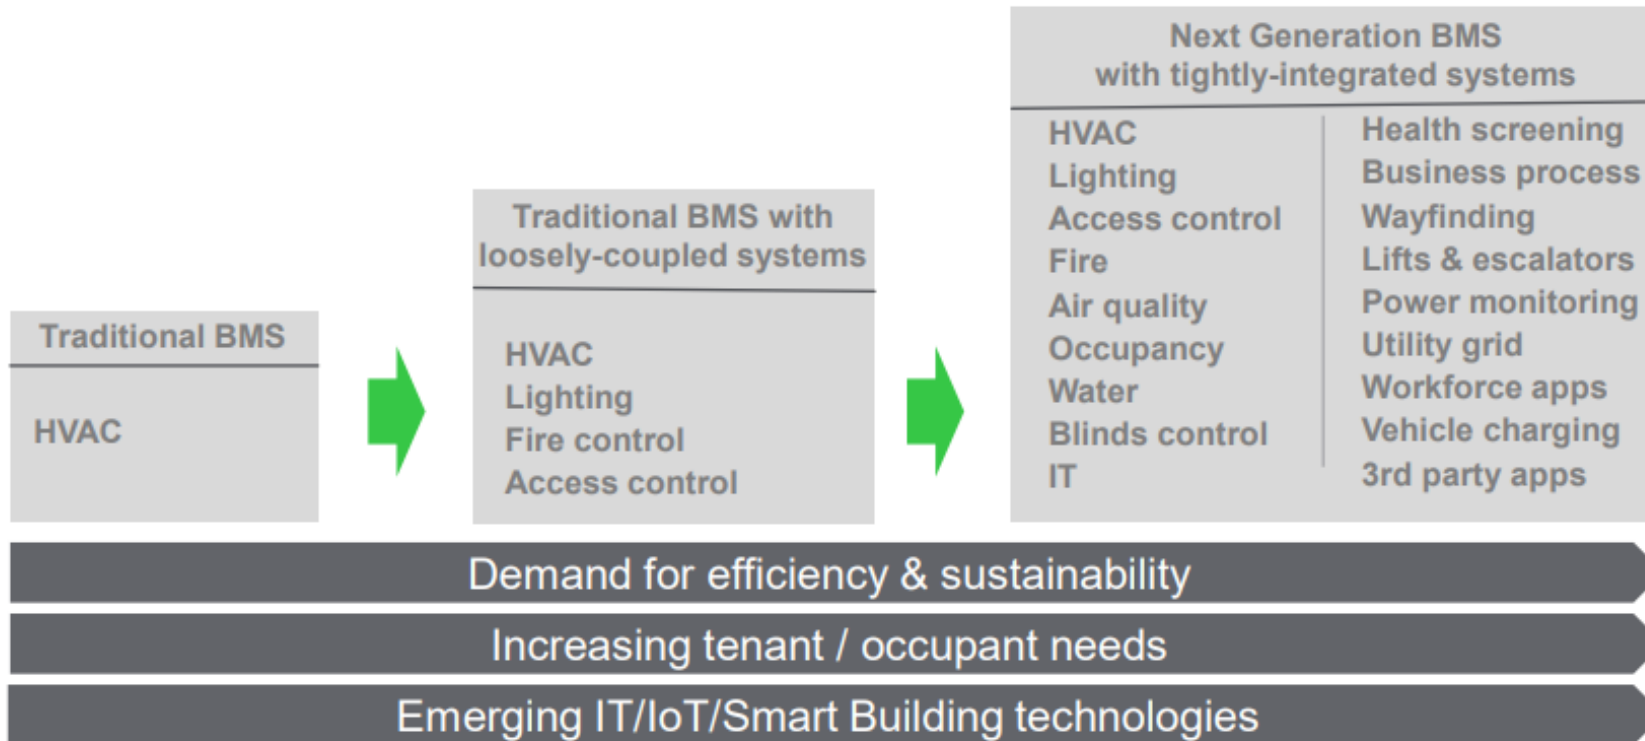 Traditional BMS
HVAC
Traditional BMS with
loosely-coupled systems
HVAC
Lighting
Fire control
Access control
Next Generation BMS
with tightly-integrated systems
HVAC
Lighting
Access control
Fire
Air quality
Occupancy
Water
Blinds control
IT
Health screening
Business process
Wayfinding
Lifts & escalators
Power monitoring
Utility grid
Workforce apps
Vehicle charging
3rd party apps
Demand for efficiency & sustainability
Increasing tenant / occupant needs
Emerging IT/IoT/Smart Building technologies